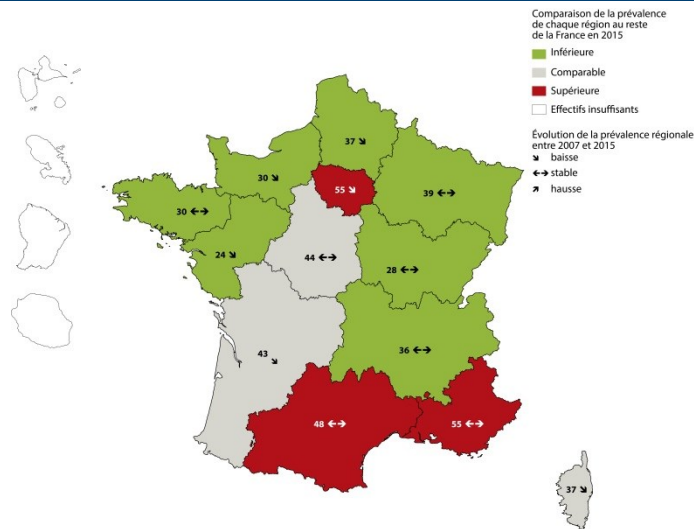 Comparaison de la prévalence
de chaque région au reste
de la France en 2015
Inférieure
Comparable
Supérieure
Effectifs insuffisants
Évolution de la prévalence régionale
entre 2007 et 2015
↘ baisse
↔ stable
↗ hausse
37 ↘
30 ↘
55 ↘
39 ↔
30 ↔
24 ↘
44 ↔
28 ↔
43 ↘
36 ↔
48 ↔
55 ↔
37 ↘